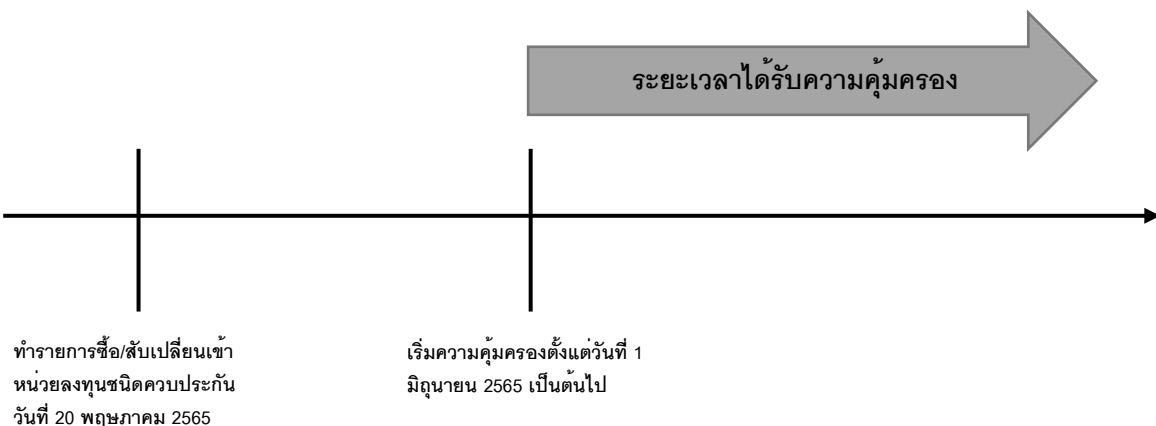 ระยะเวลาได้รับความคุ้มครอง
ทำรายการซื้อ/สับเปลี่ยนเข้า
หน่วยลงทุนชนิดควบประกัน
วันที่ 20 พฤษภาคม 2565
เริ่มความคุ้มครองตั้งแต่วันที่ 1
มิถุนายน 2565 เป็นต้นไป